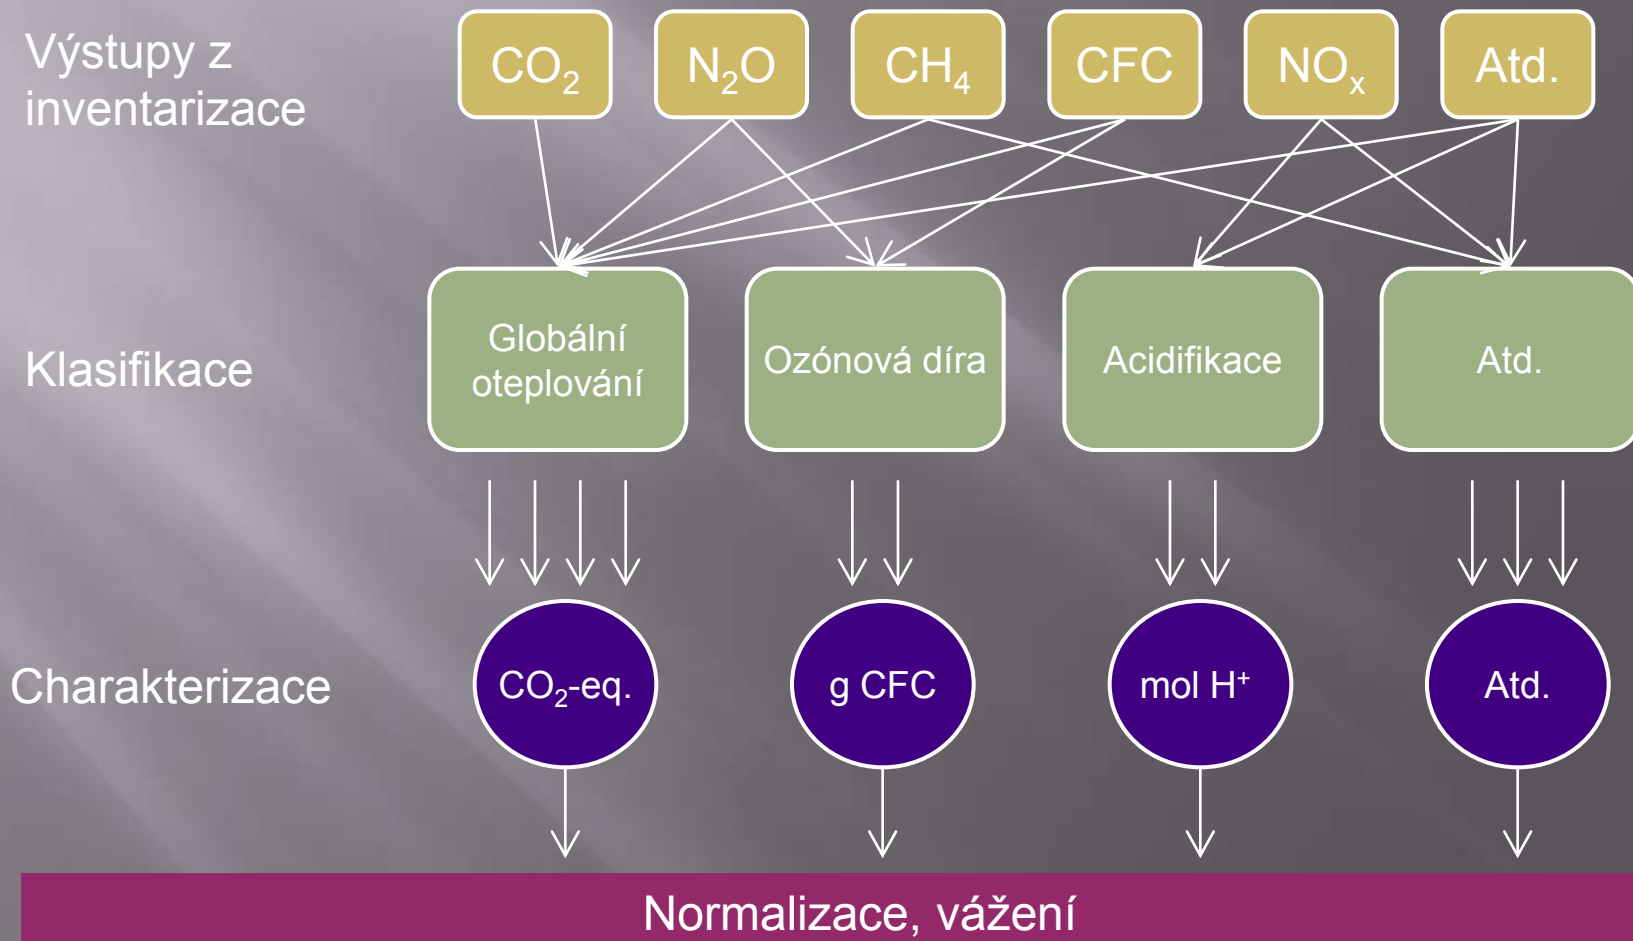 Výstupy z
inventarizace
CO₂
N₂O
CH₄
CFC
NOₓ
Atd.
Klasifikace
Globální
oteplování
Ozónová díra
Acidifikace
Atd.
Charakterizace
CO₂-eq.
g CFC
mol H⁺
Atd.
Normalizace, vážení